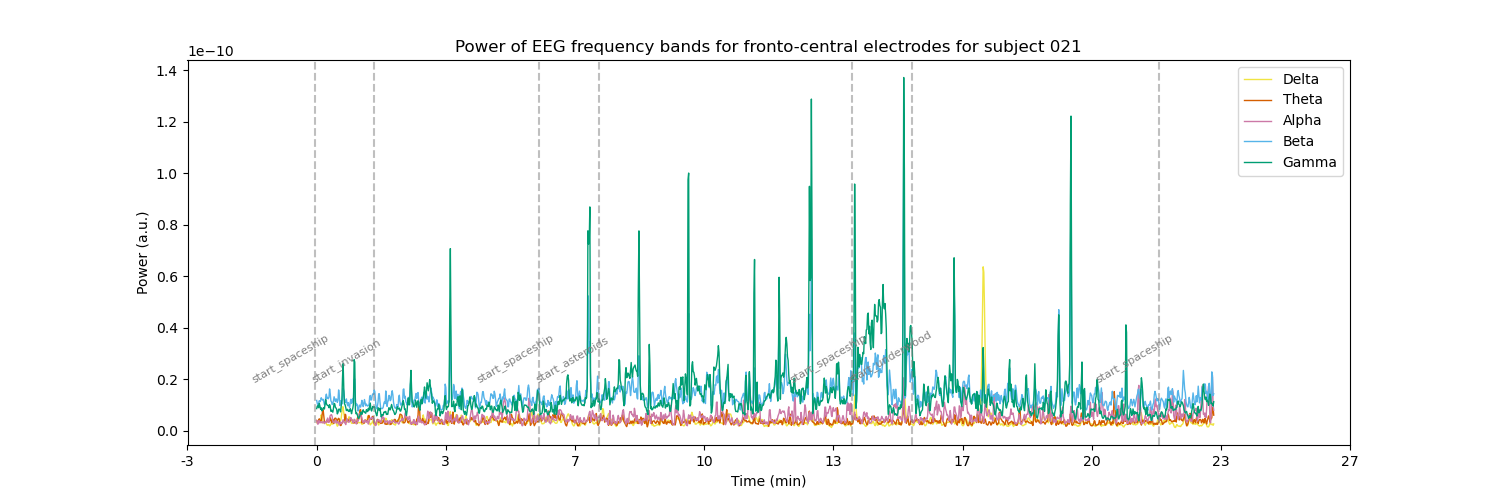 Power of EEG frequency bands for fronto-central electrodes for subject 021
1e−10
1.4
1.2
1.0
0.8
0.6
0.4
0.2
0.0
Power (a.u.)
start_spaceship
start_invasion
start_spaceship
start_asteroids
start_spaceship
start_spaceship
-3
0
3
7
10
13
17
20
23
27
Time (min)
Delta
Theta
Alpha
Beta
Gamma